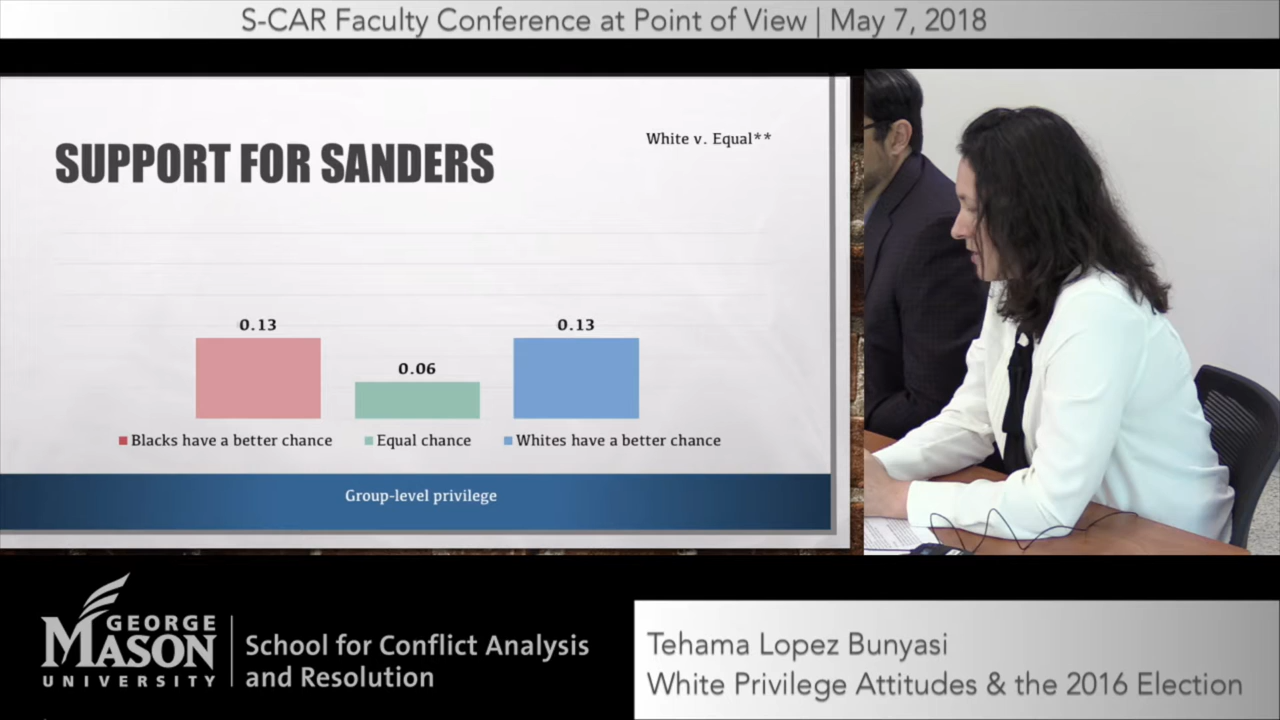 S-CAR Faculty Conference at Point of View | May 7, 2018
SUPPORT FOR SANDERS
White v. Equal**
0.13
0.06
0.13
Blacks have a better chance
Equal chance
Whites have a better chance
Group-level privilege
GEORGE
MASON
UNIVERSITY
School for Conflict Analysis
and Resolution
Tehama Lopez Bunyasi
White Privilege Attitudes & the 2016 Election